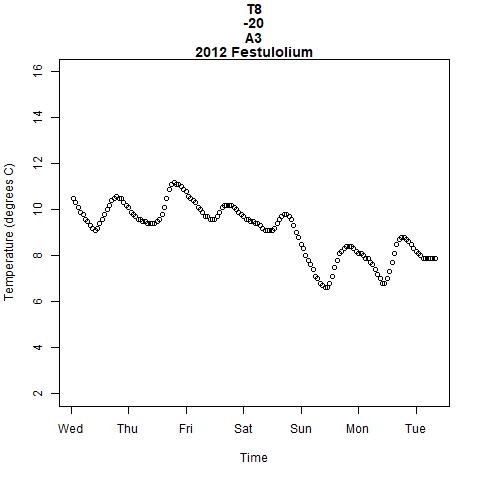 T8
-20
A3
2012 Festulolium
Temperature (degrees C)
16
14
12
10
8
6
4
2
Wed Thu Fri Sat Sun Mon Tue
Time